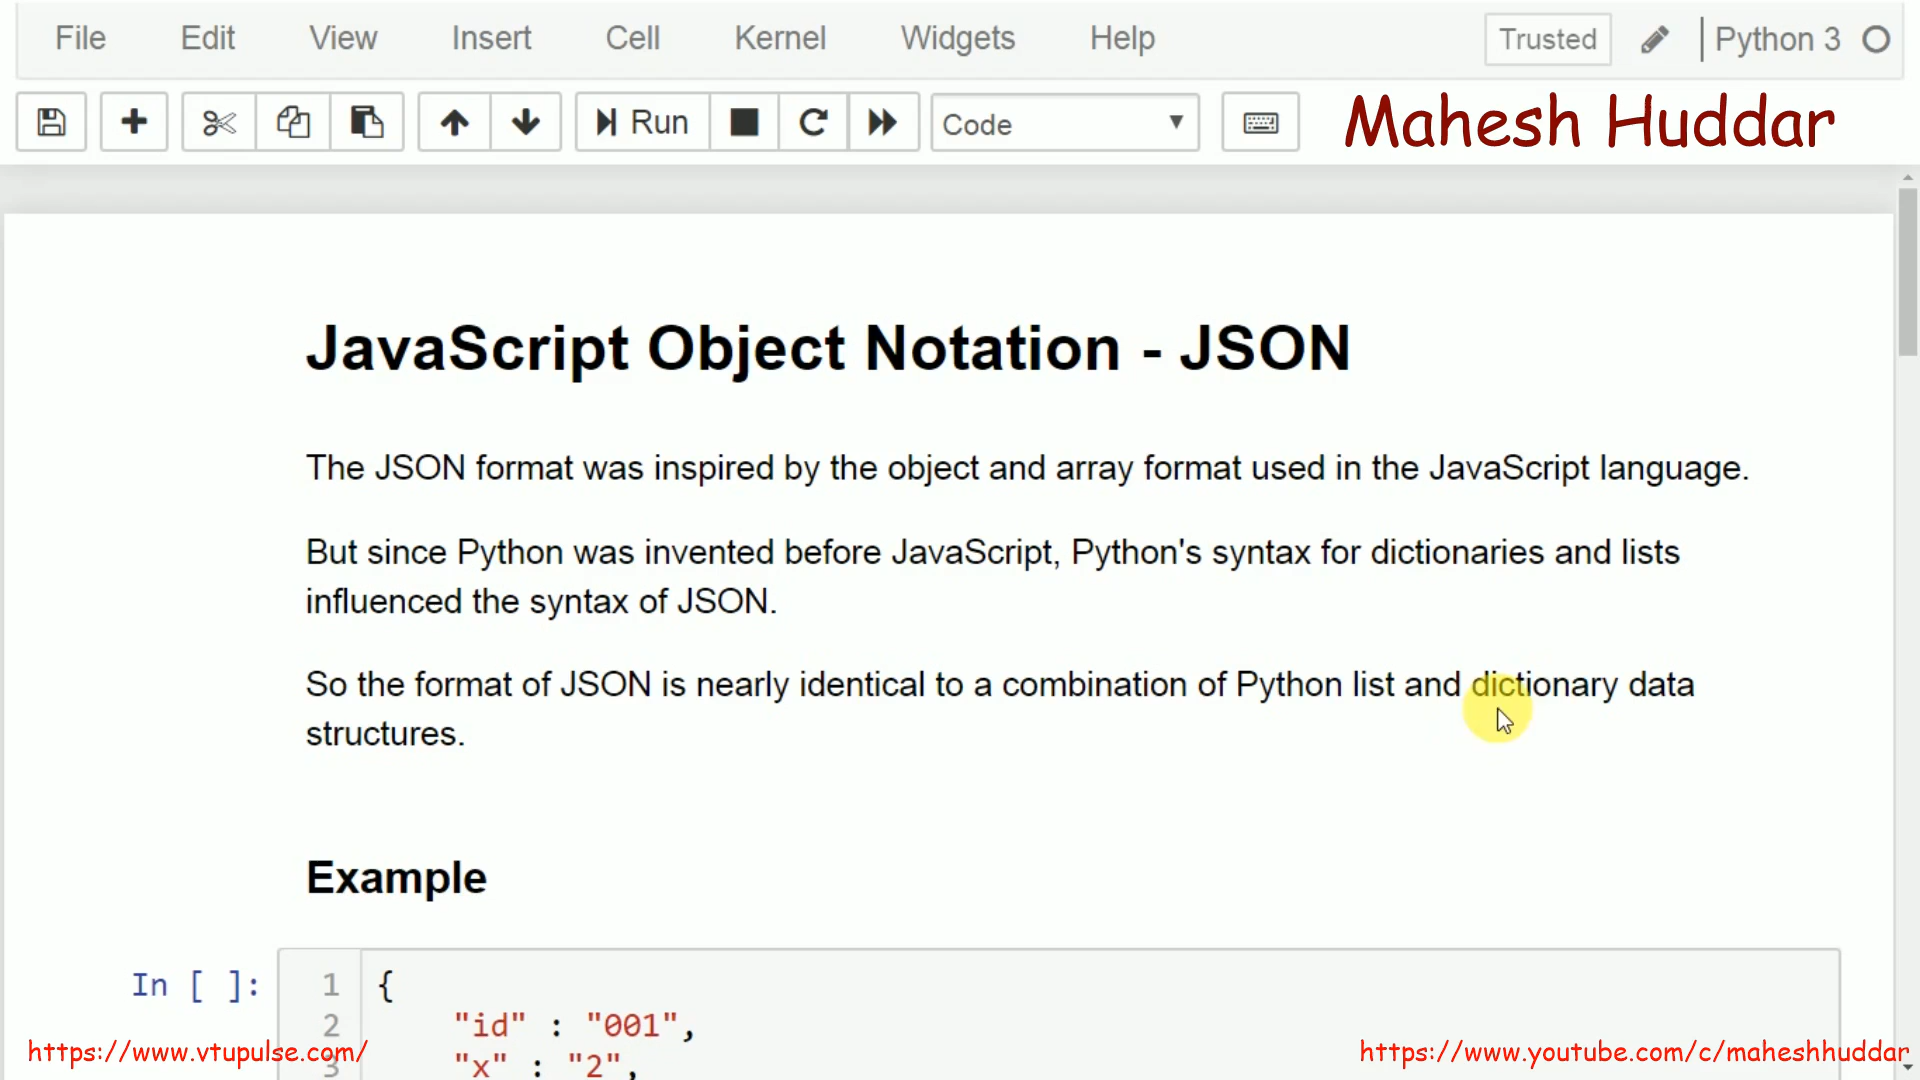 File Edit View Insert Cell Kernel Widgets Help Trusted Python 3
Run Code Mahesh Huddar
JavaScript Object Notation - JSON
The JSON format was inspired by the object and array format used in the JavaScript language.
But since Python was invented before JavaScript, Python's syntax for dictionaries and lists
influenced the syntax of JSON.
So the format of JSON is nearly identical to a combination of Python list and dictionary data
structures.
Example
In [ ]: 1 {
2 "id" : "001",
3 "x" : "2",
https://www.vtupulse.com/ https://www.youtube.com/c/maheshhuddar